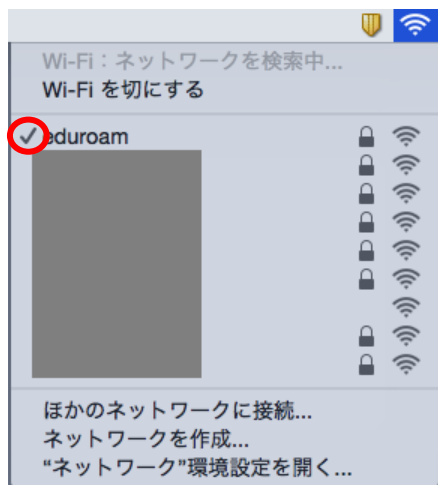 Wi-Fi：ネットワークを検索中...
Wi-Fi を切にする
eduroam
ほかのネットワークに接続...
ネットワークを作成...
“ネットワーク”環境設定を開く...